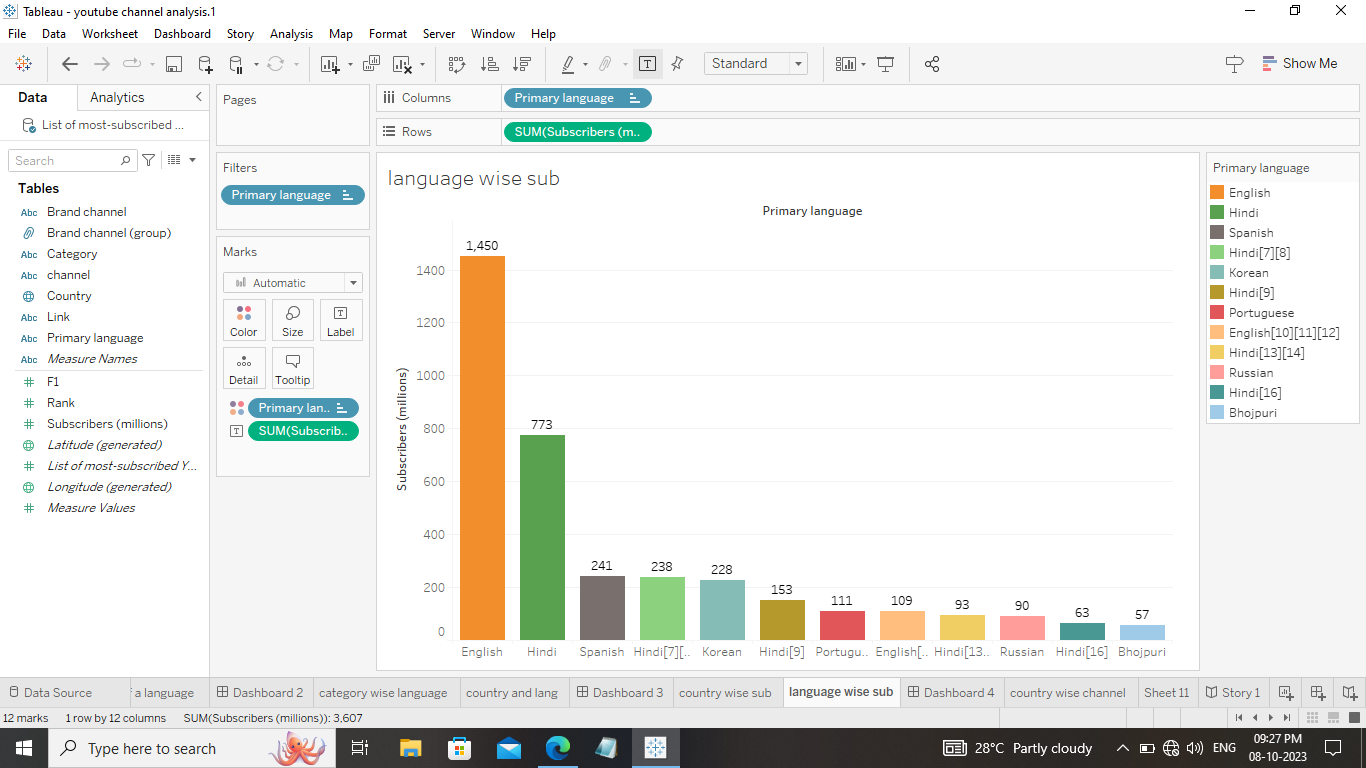 Tableau - youtube channel analysis.1
File Data Worksheet Dashboard Story Analysis Map Format Server Window Help
Standard
Show Me
Data Analytics
List of most-subscribed ...
Search
Tables
Abc Brand channel
Brand channel (group)
Abc Category
Abc channel
Country
Abc Link
Abc Primary language
Abc Measure Names
# F1
# Rank
# Subscribers (millions)
Latitude (generated)
# List of most-subscribed Y...
Longitude (generated)
# Measure Values
Pages
Filters
Primary language
Marks
Automatic
Color Size Label
Detail Tooltip
Primary lan..
SUM(Subscrib..
Columns Primary language
Rows SUM(Subscribers (m..
language wise sub
Primary language
Subscribers (millions)
1400
1200
1000
800
600
400
200
0
1,450
773
241
238
228
153
111
109
93
90
63
57
English Hindi Spanish Hindi[7][.. Korean Hindi[9] Portugu.. English[.. Hindi[13.. Russian Hindi[16] Bhojpuri
Primary language
English
Hindi
Spanish
Hindi[7][8]
Korean
Hindi[9]
Portuguese
English[10][11][12]
Hindi[13][14]
Russian
Hindi[16]
Bhojpuri
Data Source a language Dashboard 2 category wise language country and lang Dashboard 3 country wise sub language wise sub Dashboard 4 country wise channel Sheet 11 Story 1
12 marks 1 row by 12 columns SUM(Subscribers (millions)): 3,607
Type here to search
28°C Partly cloudy
ENG
09:27 PM
08-10-2023